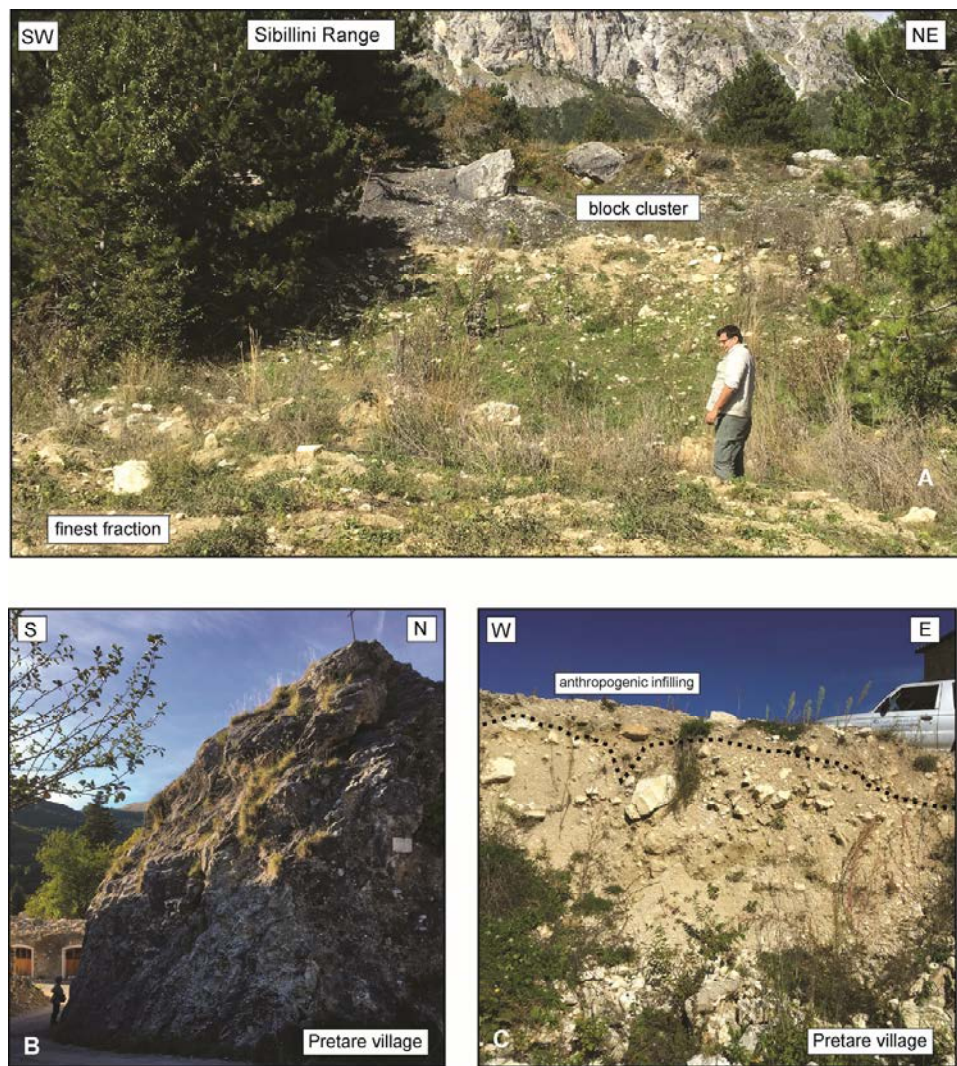 SW
Sibillini Range
NE
block cluster
A
finest fraction
S
N
B
Pretare village
W
E
anthropogenic infilling
C
Pretare village